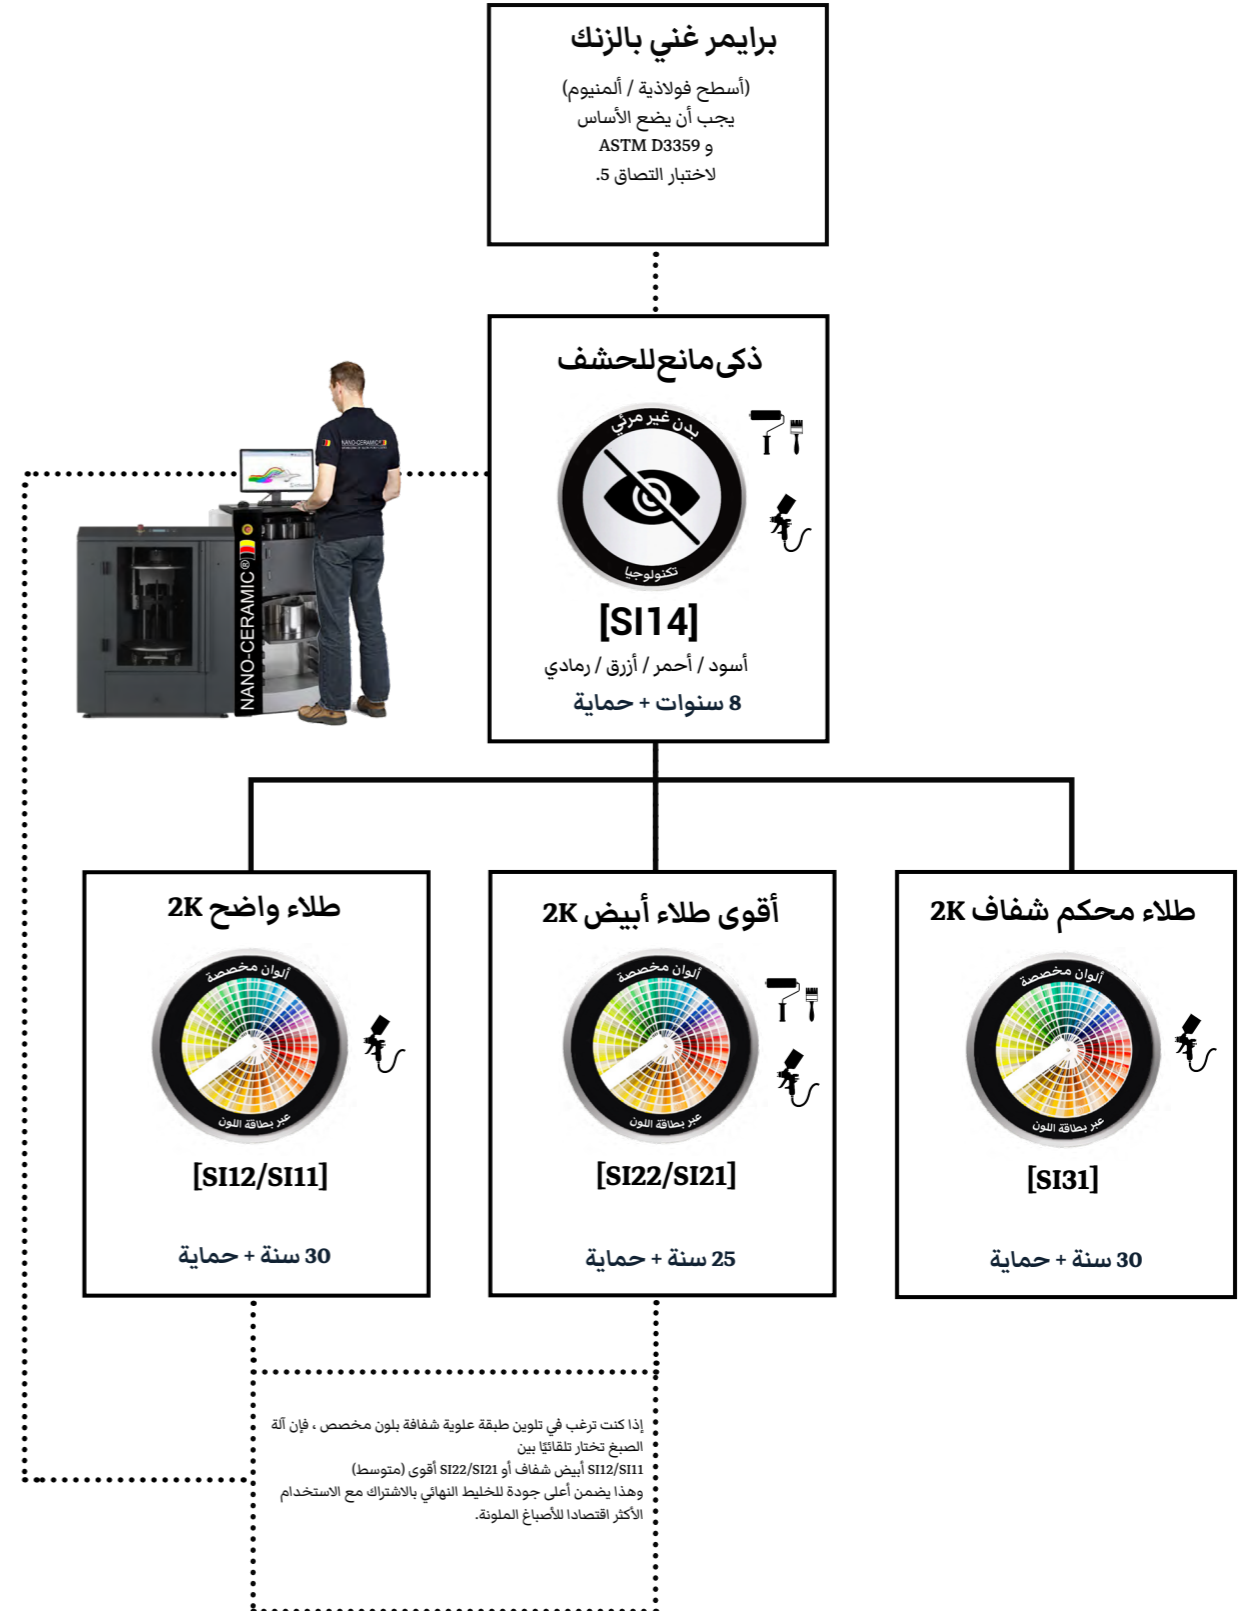 برايمر غني بالزنك
(أسطح فولاذية / ألمنيوم)
يجب أن يضع الأساس
و ASTM D3359
لاختبار التصاق 5.
ذكى مانع للحشف
بدن غير مرئي
تكنولوجيا
[SI14]
أسود / أحمر / أزرق / رمادي
8 سنوات + حماية
NANO-CERAMIC®
NANO-CERAMIC®
طلاء واضح 2K
ألوان مخصصة
عبر بطاقة اللون
[SI12/SI11]
30 سنة + حماية
أقوى طلاء أبيض 2K
ألوان مخصصة
عبر بطاقة اللون
[SI22/SI21]
25 سنة + حماية
طلاء محكم شفاف 2K
ألوان مخصصة
عبر بطاقة اللون
[SI31]
30 سنة + حماية
إذا كنت ترغب في تلوين طبقة علوية شفافة بلون مخصص ، فإن آلة
الصبغ تختار تلقائيًا بين
SI12/SI11 أبيض شفاف أو SI22/SI21 أقوى (متوسط)
وهذا يضمن أعلى جودة للخليط النهائي بالاشتراك مع الاستخدام
الأكثر اقتصادا للأصباغ الملونة.